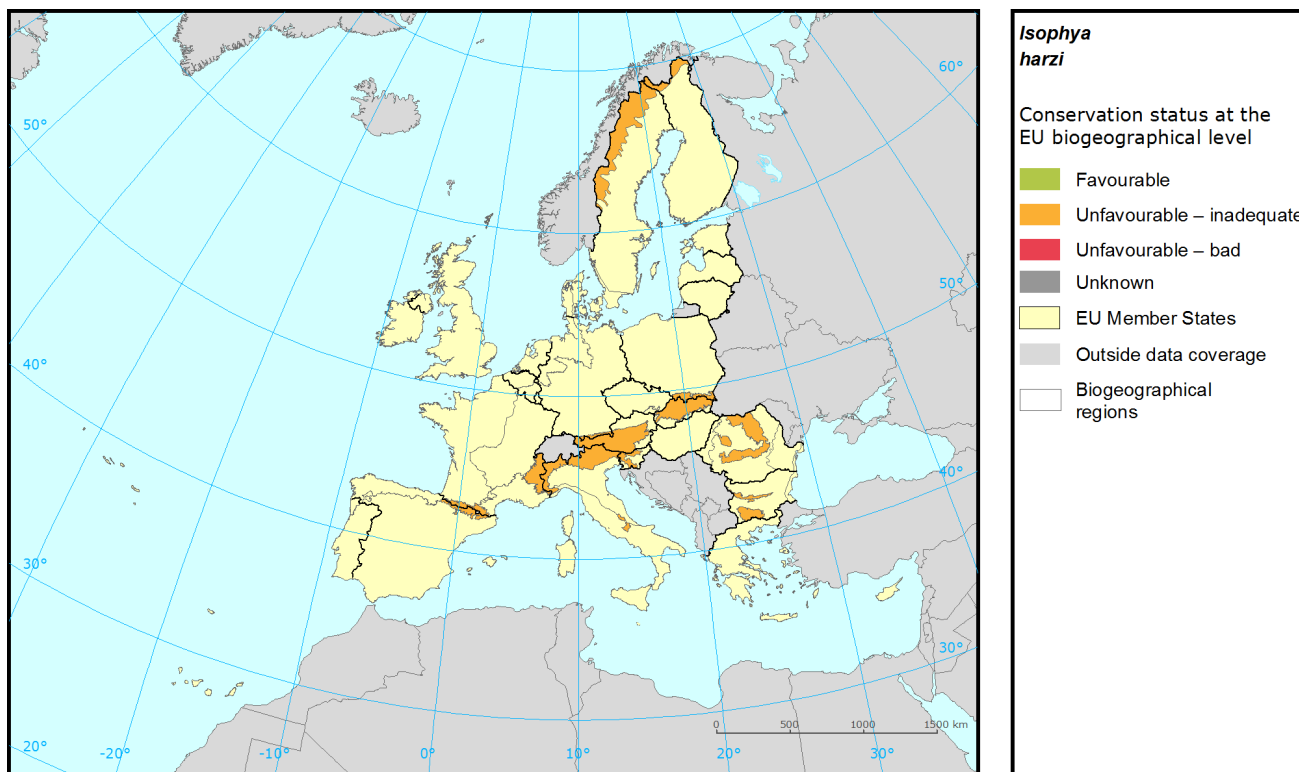 Isophya
harzi
Conservation status at the
EU biogeographical level
Favourable
Unfavourable – inadequate
Unfavourable – bad
Unknown
EU Member States
Outside data coverage
Biogeographical
regions
60°
50°
50°
40°
40°
30°
30°
20°
-20°
-10°
0°
10°
20°
30°
0 500 1000 1500 km